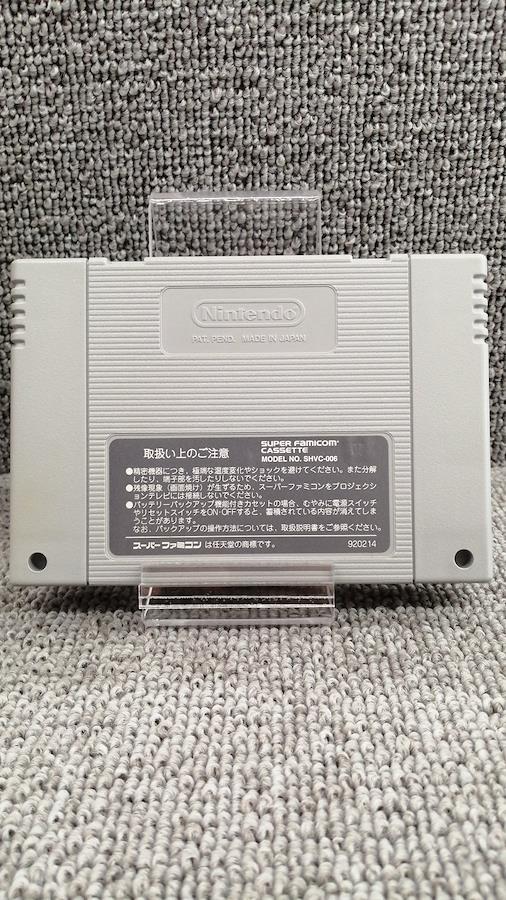 Nintendo
PAT. PEND. MADE IN JAPAN
取扱い上のご注意
SUPER FAMICOM
CASSETTE
MODEL NO. SHVC-006
●精密機器につき、極端な温度変化やショックを避けてください。また分解
したり、端子部を汚したりしないでください。
●残像現象（画面焼け）が生ずるため、スーパーファミコンをプロジェクショ
ンテレビには接続しないでください。
●バッテリーバックアップ機能付きカセットの場合、むやみに電源スイッチ
やリセットスイッチをON・OFFすると、蓄積されている内容が消えてしま
うことがあります。
なお、バックアップの操作方法については、取扱説明書をご参照ください。
スーパーファミコン は任天堂の商標です。
920214